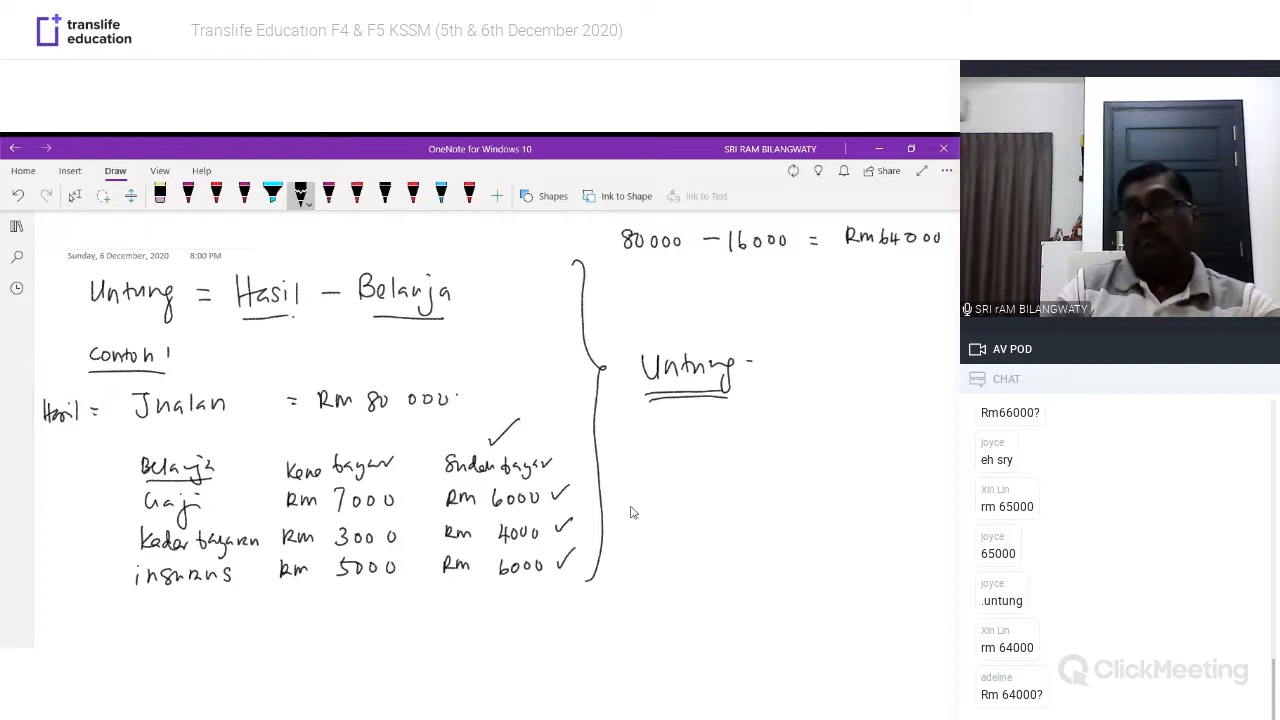 translife
education
Translife Education F4 & F5 KSSM (5th & 6th December 2020)
OneNote for Windows 10
SRI RAM BILANGWATY
Home Insert Draw View Help
Share
Shapes Ink to Shape Ink to Text
80000 - 16000 = Rm64000
Sunday, 6 December, 2020 8:00 PM
Untung = Hasil - Belanja
Contoh 1
Untung -
Hasil = Jualan = Rm 80 000
Belanja Kene bayar Sudah bayar
Gaji Rm 7000 Rm 6000 ✓
Kadar bayaran Rm 3000 Rm 4000 ✓
insurans Rm 5000 Rm 6000 ✓
SRI rAM BILANGWATY
AV POD
CHAT
Rm66000?
joyce
eh sry
Xin Lin
rm 65000
joyce
65000
joyce
.untung
Xin Lin
rm 64000
adeline
Rm 64000?
ClickMeeting